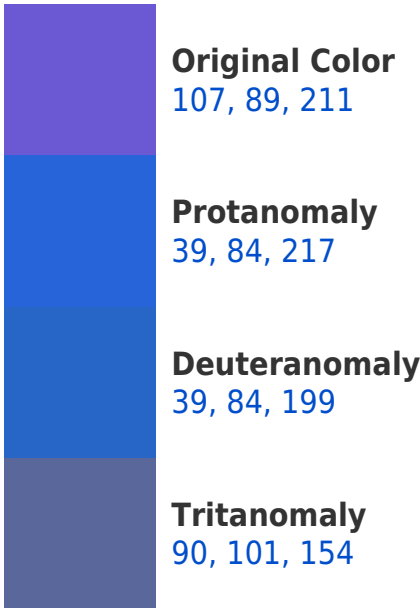 Original Color
107, 89, 211
Protanomaly
39, 84, 217
Deuteranomaly
39, 84, 199
Tritanomaly
90, 101, 154